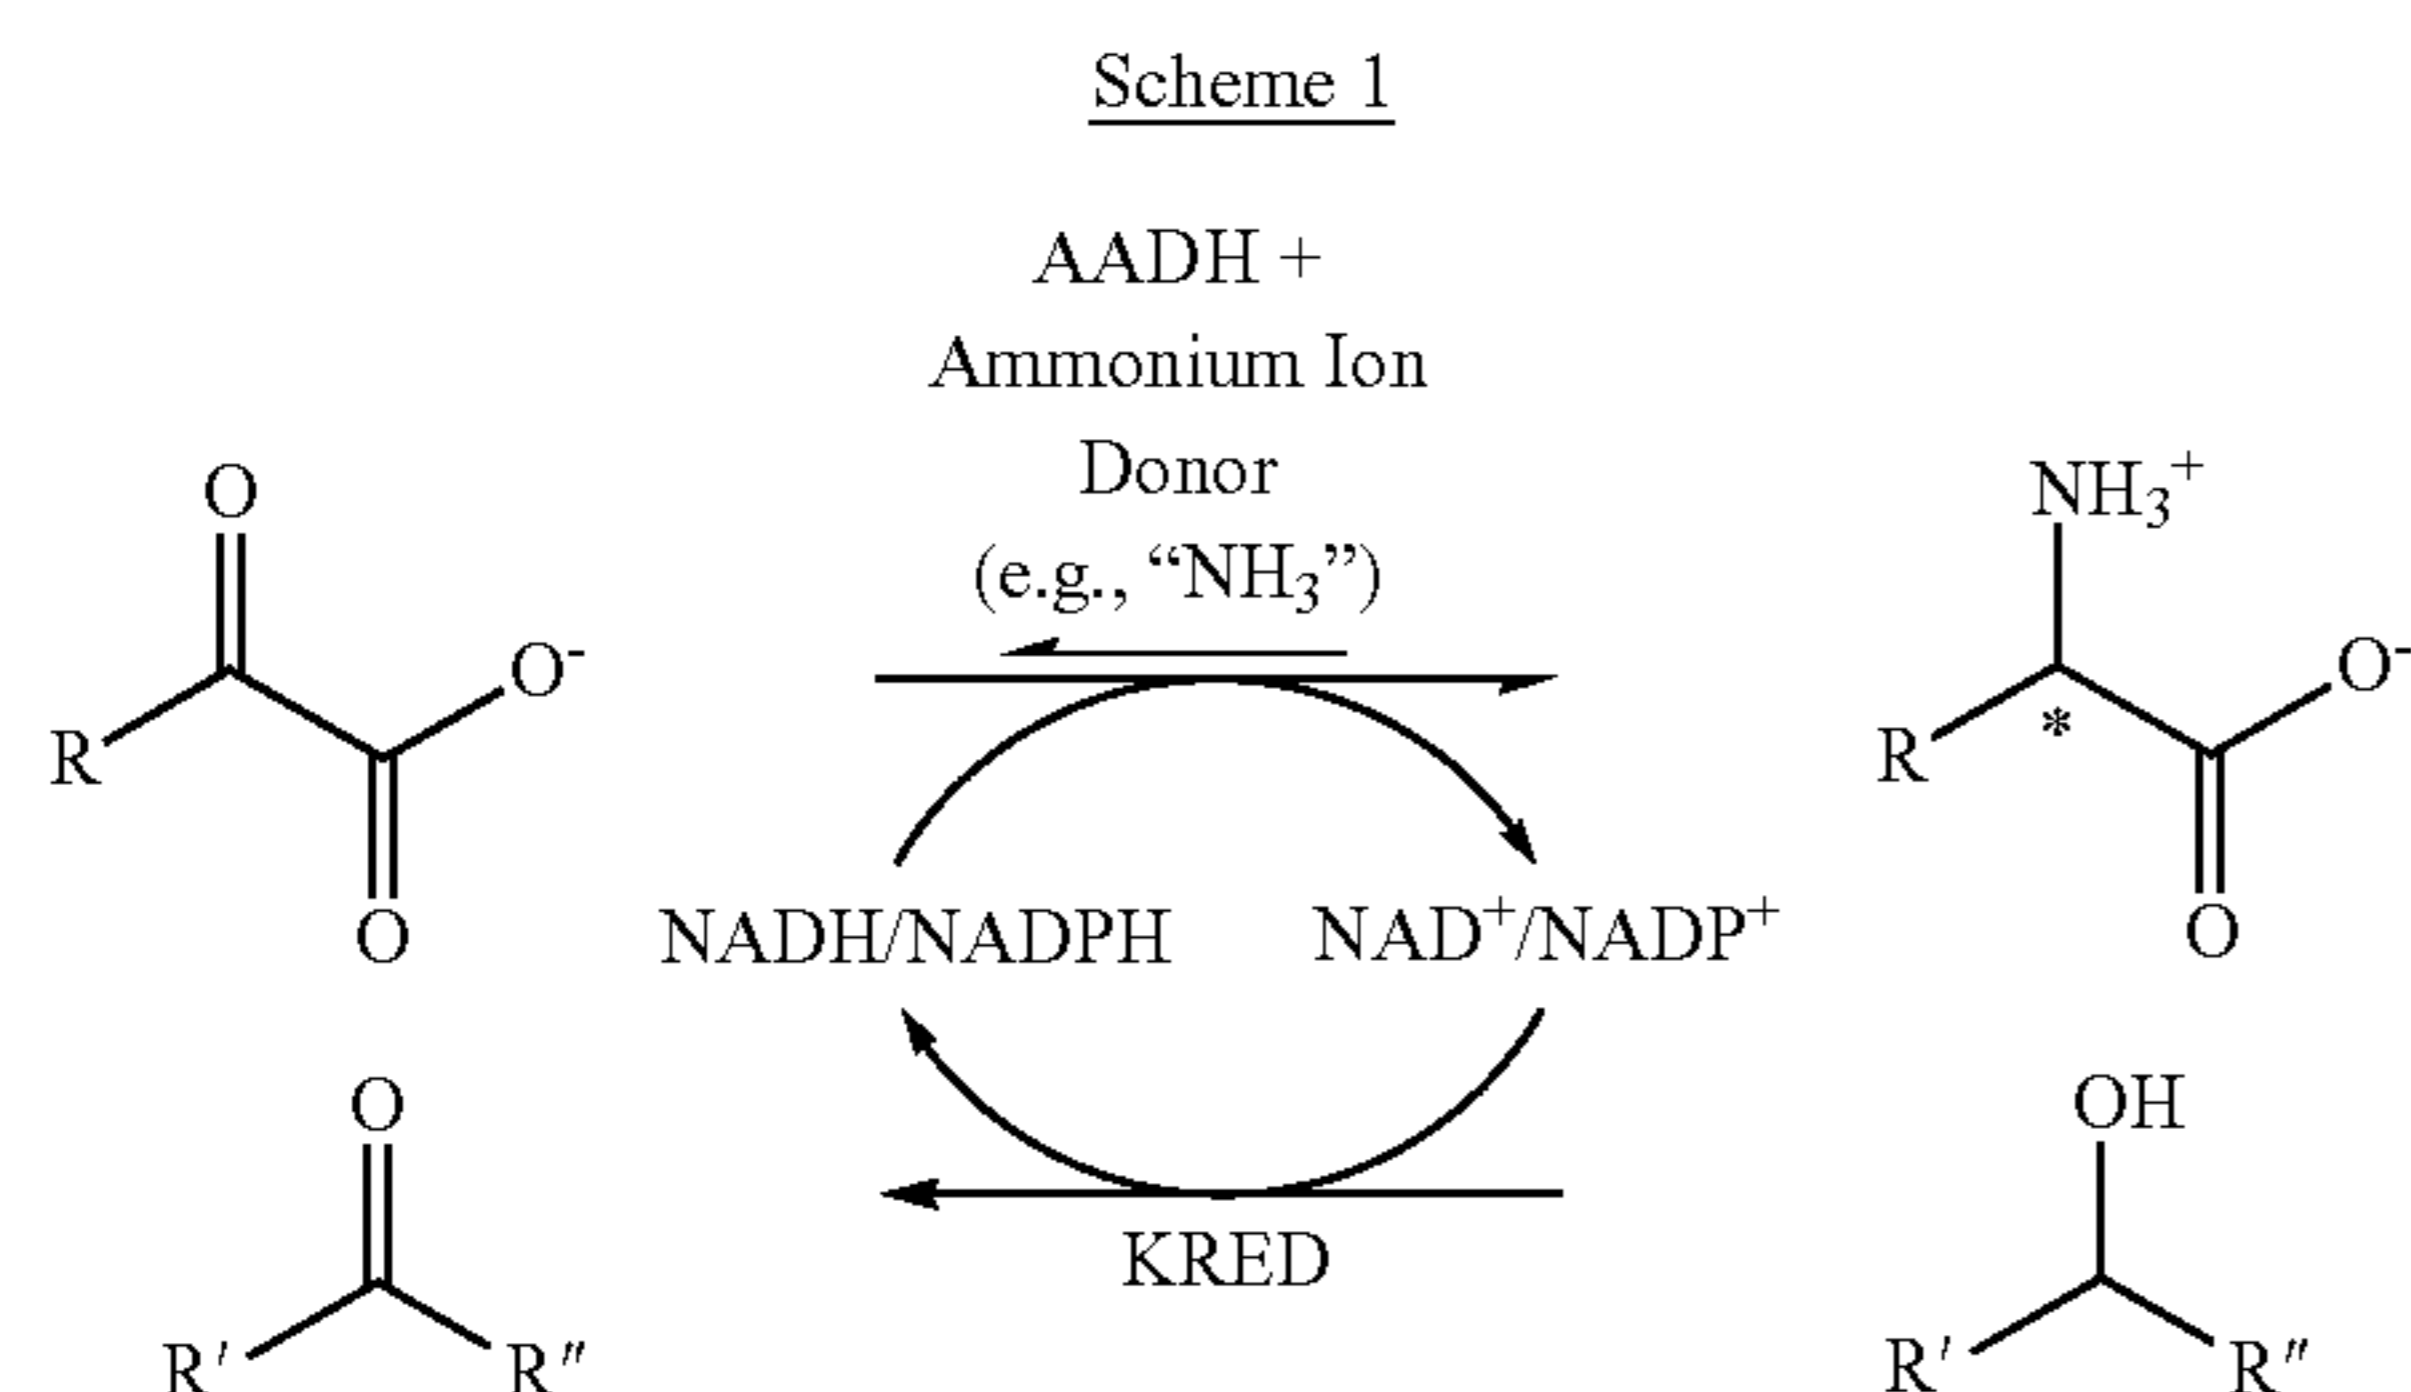 Scheme 1
AADH +
Ammonium Ion
Donor
(e.g., “NH₃”)
O
O⁻
R
O
NH₃⁺
O⁻
R
*
O
NADH/NADPH
NAD⁺/NADP⁺
O
R′
R″
KRED
OH
R′
R″